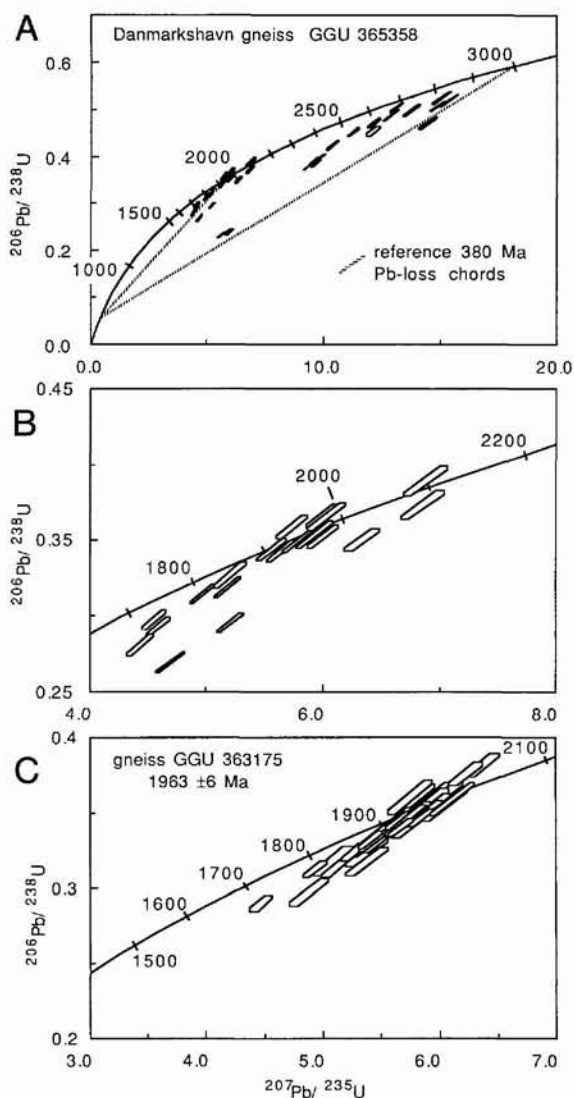 A
Danmarkshavn gneiss GGU 365358
0.6
0.4
0.2
0.0
206Pb/ 238U
1000
1500
2000
2500
3000
reference 380 Ma
Pb-loss chords
0.0
10.0
20.0
B
0.45
0.35
0.25
206Pb/ 238U
1800
2000
2200
4.0
6.0
8.0
C
gneiss GGU 363175
1963 ±6 Ma
0.4
0.3
0.2
206Pb/ 238U
1500
1600
1700
1800
1900
2100
3.0
4.0
5.0
6.0
7.0
207Pb/ 235U